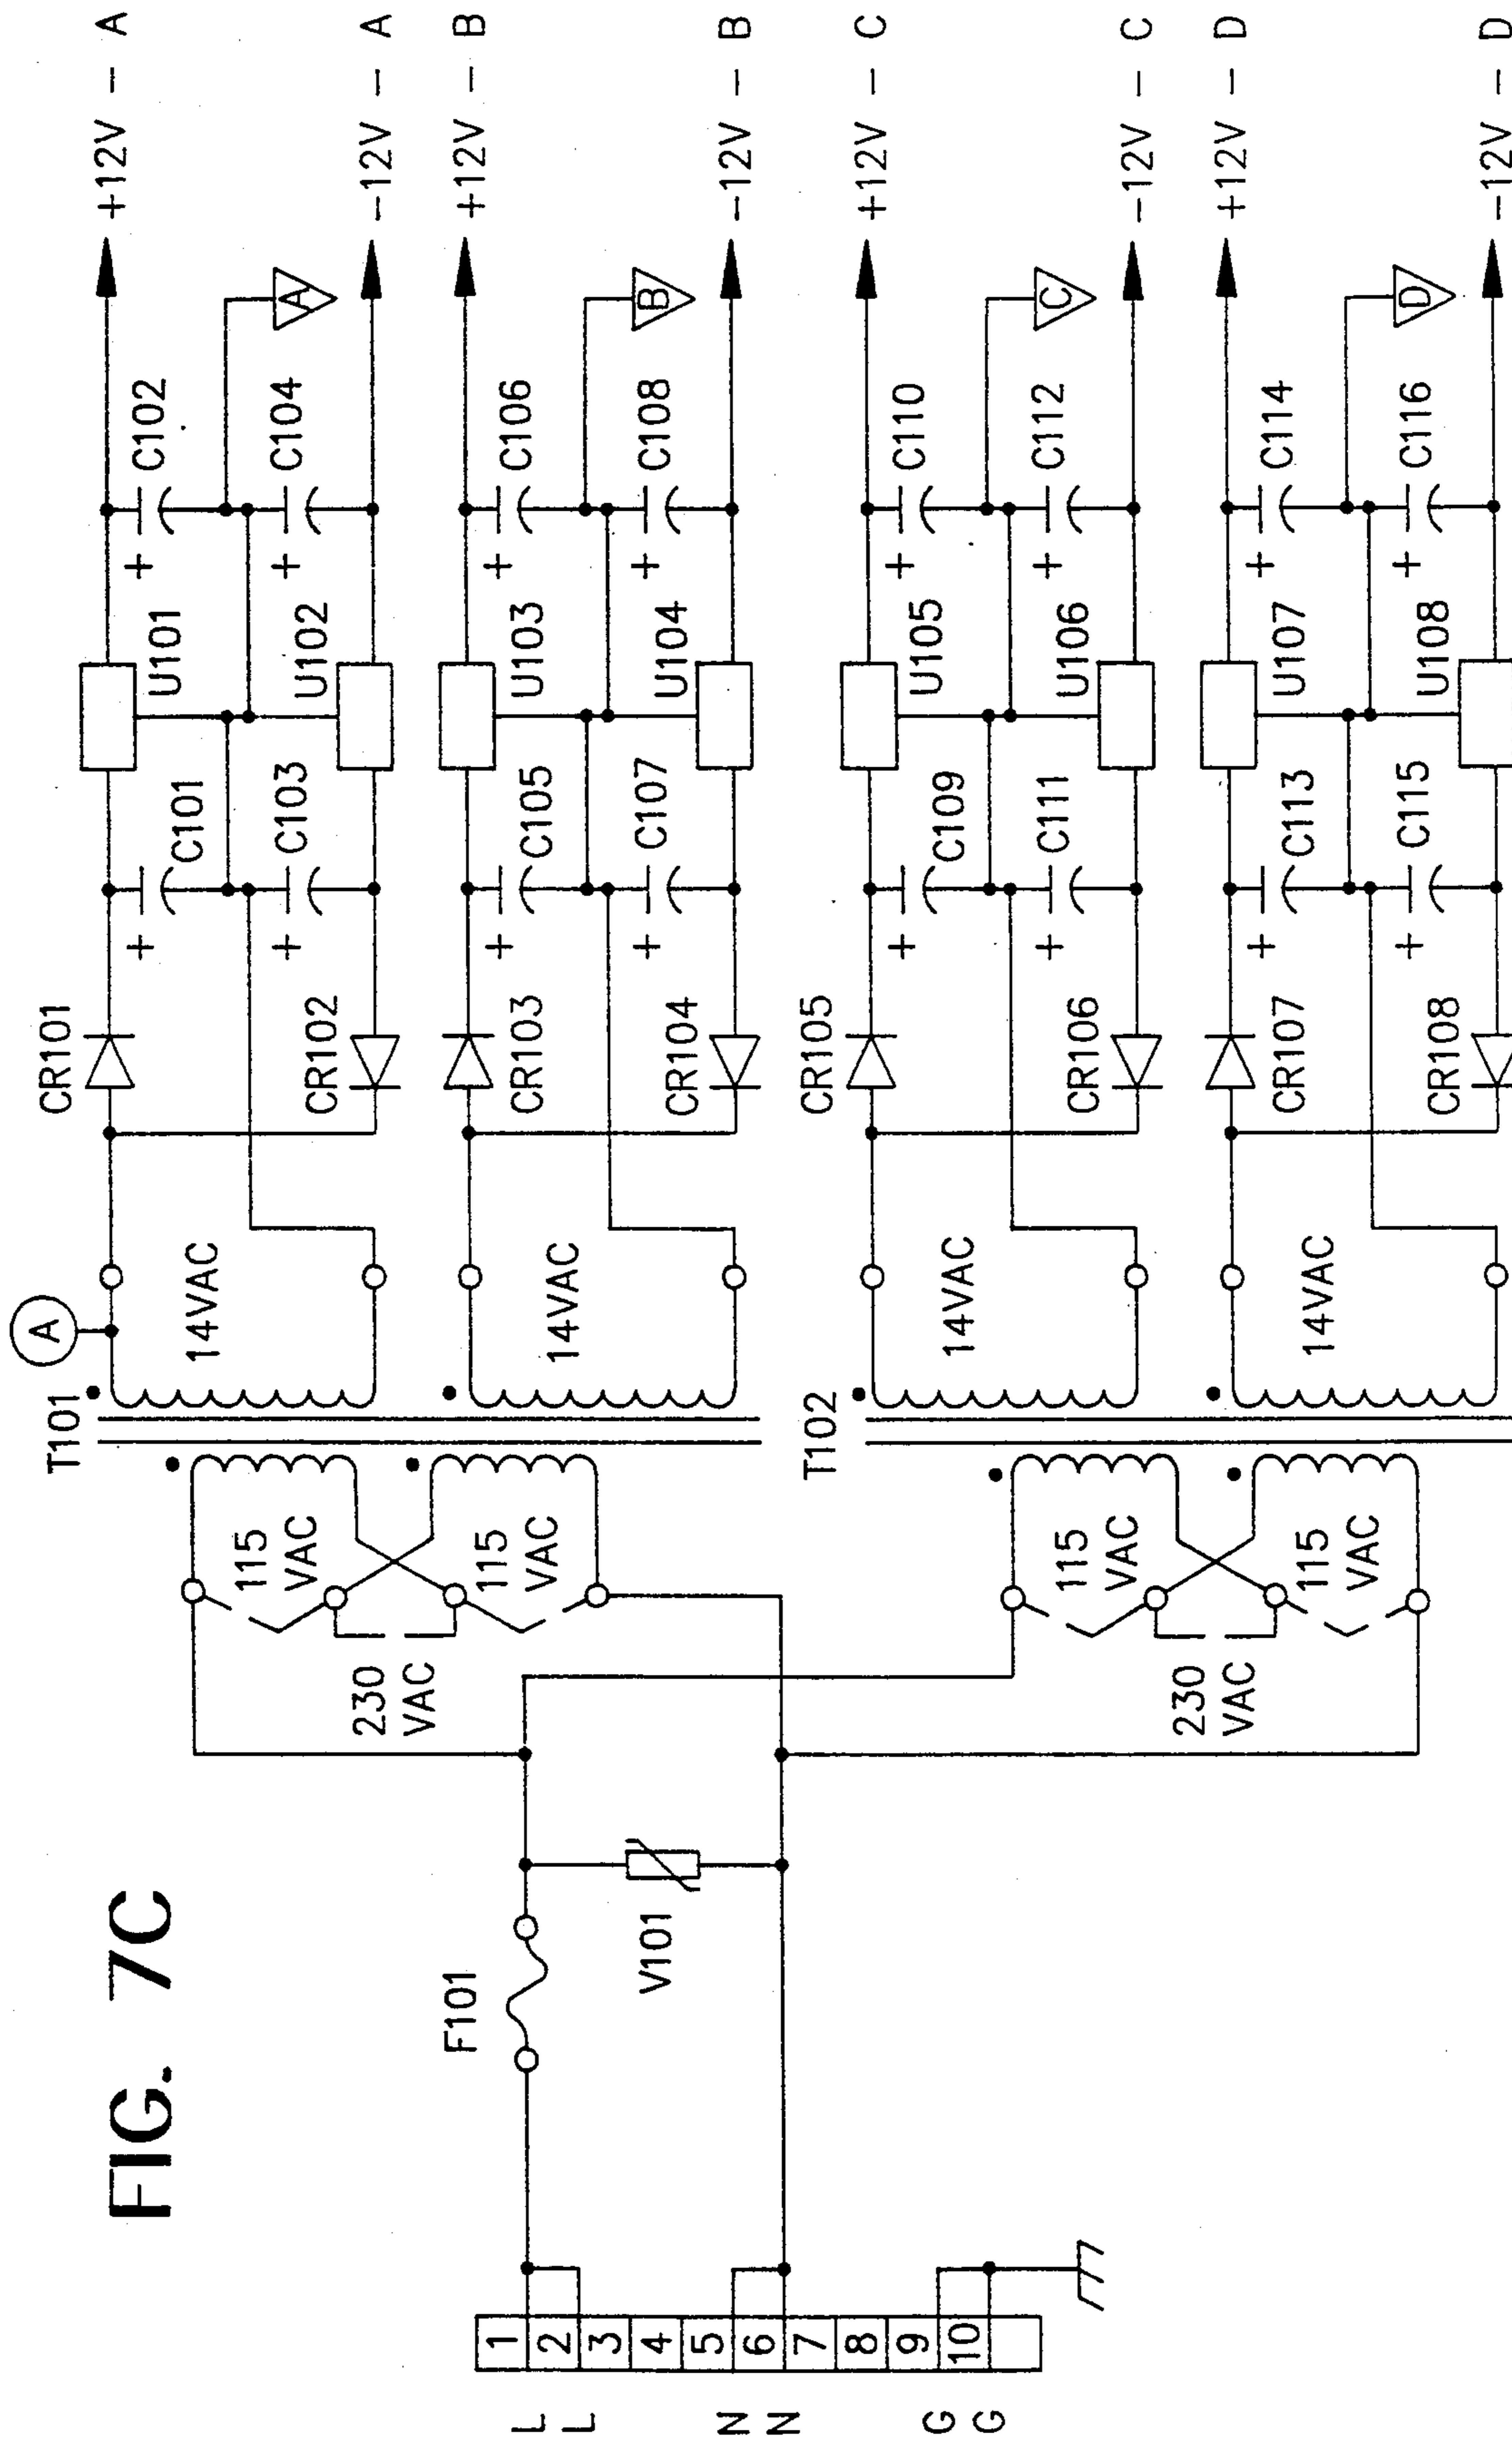 FIG. 7C
L
L
N
N
G
G
1
2
3
4
5
6
7
8
9
10
F101
V101
T101
115
VAC
230
VAC
115
VAC
T102
115
VAC
230
VAC
115
VAC
A
14VAC
CR101
CR102
+
C101
+
C103
U101
U102
+
C102
+
C104
A
+12V - A
-12V - A
14VAC
CR103
CR104
+
C105
+
C107
U103
U104
+
C106
+
C108
B
+12V - B
-12V - B
14VAC
CR105
CR106
+
C109
+
C111
U105
U106
+
C110
+
C112
C
+12V - C
-12V - C
14VAC
CR107
CR108
+
C113
+
C115
U107
U108
+
C114
+
C116
D
+12V - D
-12V - D